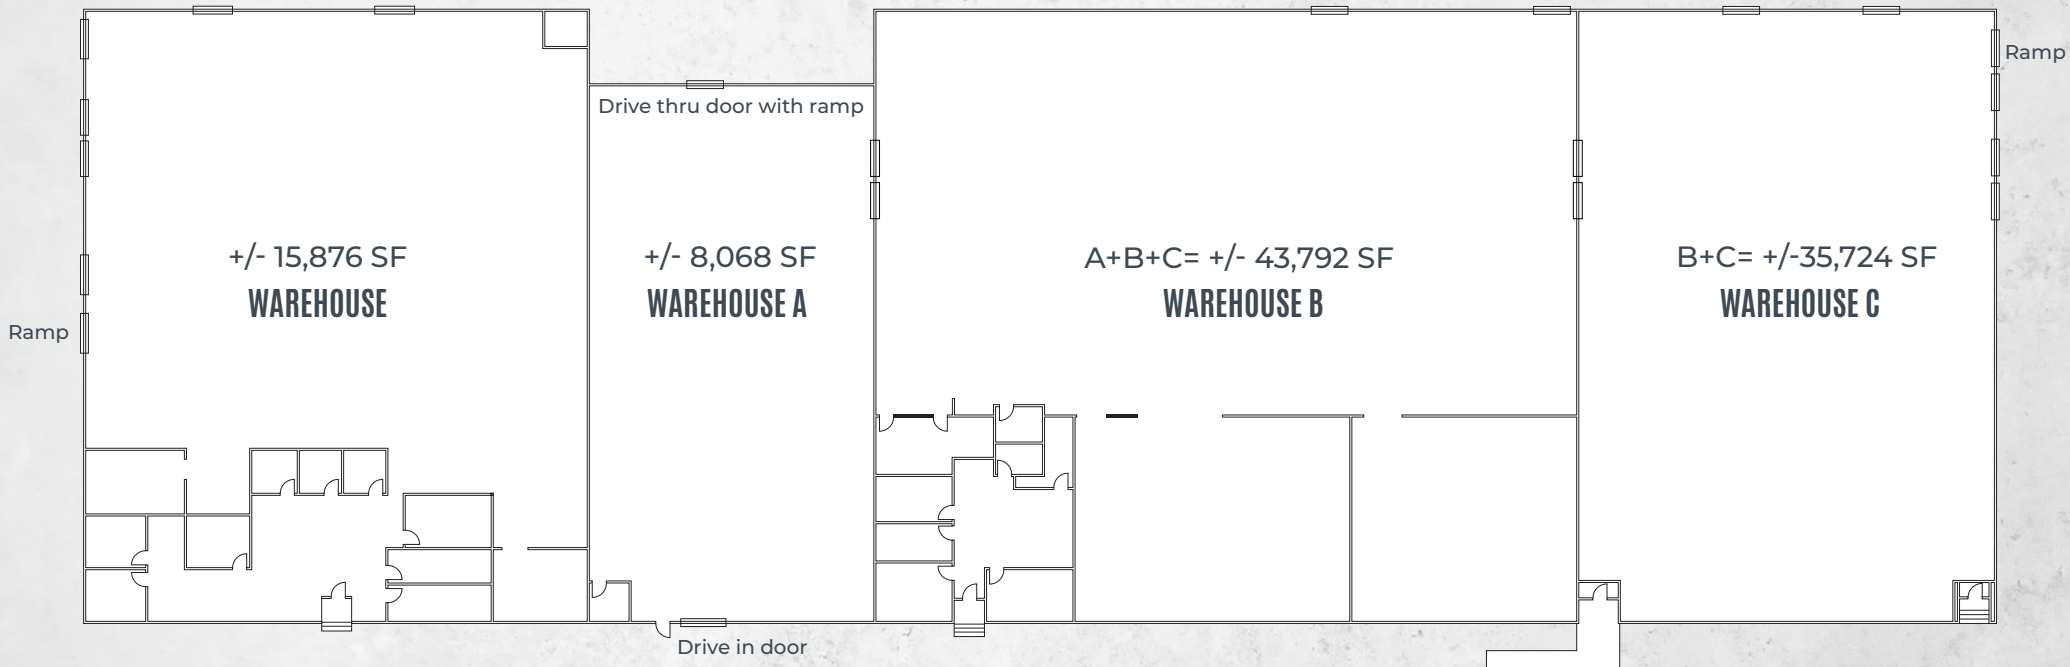 Ramp
Drive thru door with ramp
+/- 15,876 SF
WAREHOUSE
+/- 8,068 SF
WAREHOUSE A
A+B+C= +/- 43,792 SF
WAREHOUSE B
B+C= +/-35,724 SF
WAREHOUSE C
Ramp
Drive in door